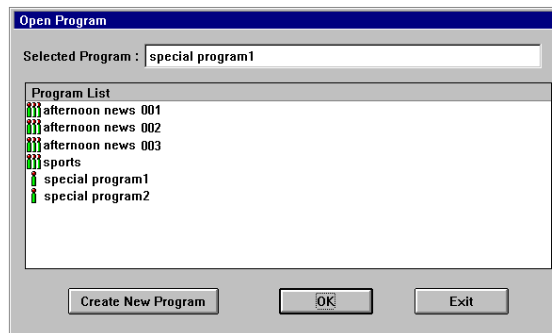 Open Program
Selected Program : special program1
Program List
afternoon news 001
afternoon news 002
afternoon news 003
sports
special program1
special program2
Create New Program OK Exit